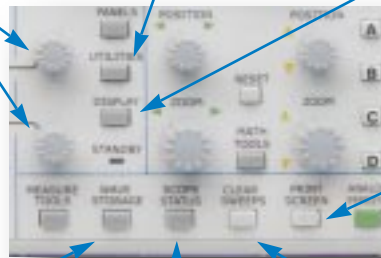 PANELS
POSITION
POSITION
UTILITIES
A
RESET
B
DISPLAY
ZOOM
ZOOM
C
MATH
TOOLS
STANDBY
D
MEASURE
TOOLS
WAVE
STORAGE
SCOPE
STATUS
CLEAR
SWEEPS
PRINT
SCREEN